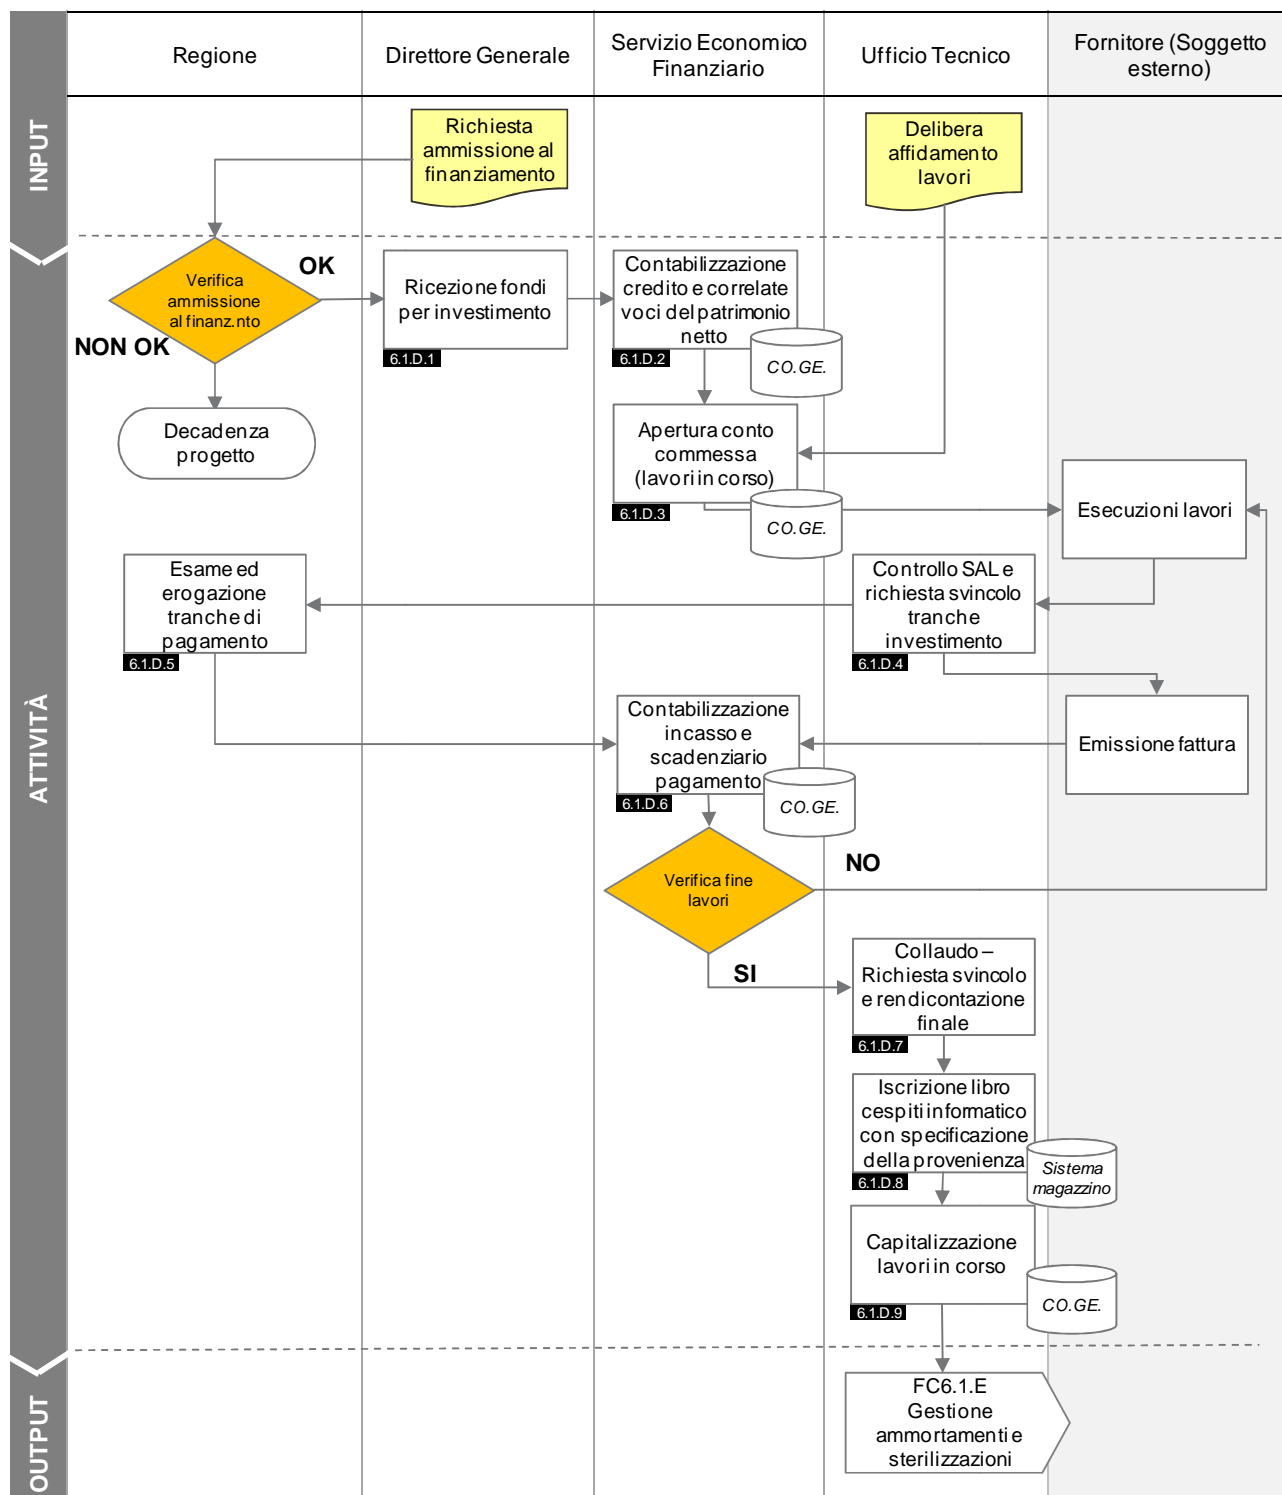 Regione
Direttore Generale
Servizio Economico
Finanziario
Ufficio Tecnico
Fornitore (Soggetto
esterno)
INPUT
Richiesta
ammissione al
finanziamento
Delibera
affidamento
lavori
ATTIVITÀ
Verifica
ammissione
al finanz.nto
OK
NON OK
Ricezione fondi
per investimento
6.1.D.1
Contabilizzazione
credito e correlate
voci del patrimonio
netto
6.1.D.2
CO.GE.
Decadenza
progetto
Apertura conto
commessa
(lavori in corso)
6.1.D.3
CO.GE.
Esecuzioni lavori
Esame ed
erogazione
tranche di
pagamento
6.1.D.5
Controllo SAL e
richiesta svincolo
tranche
investimento
6.1.D.4
Contabilizzazione
incasso e
scadenziario
pagamento
6.1.D.6
CO.GE.
Emissione fattura
Verifica fine
lavori
NO
SI
Collaudo –
Richiesta svincolo
e rendicontazione
finale
6.1.D.7
Iscrizione libro
cespiti informatico
con specificazione
della provenienza
6.1.D.8
Sistema
magazzino
Capitalizzazione
lavori in corso
6.1.D.9
CO.GE.
OUTPUT
FC6.1.E
Gestione
ammortamenti e
sterilizzazioni